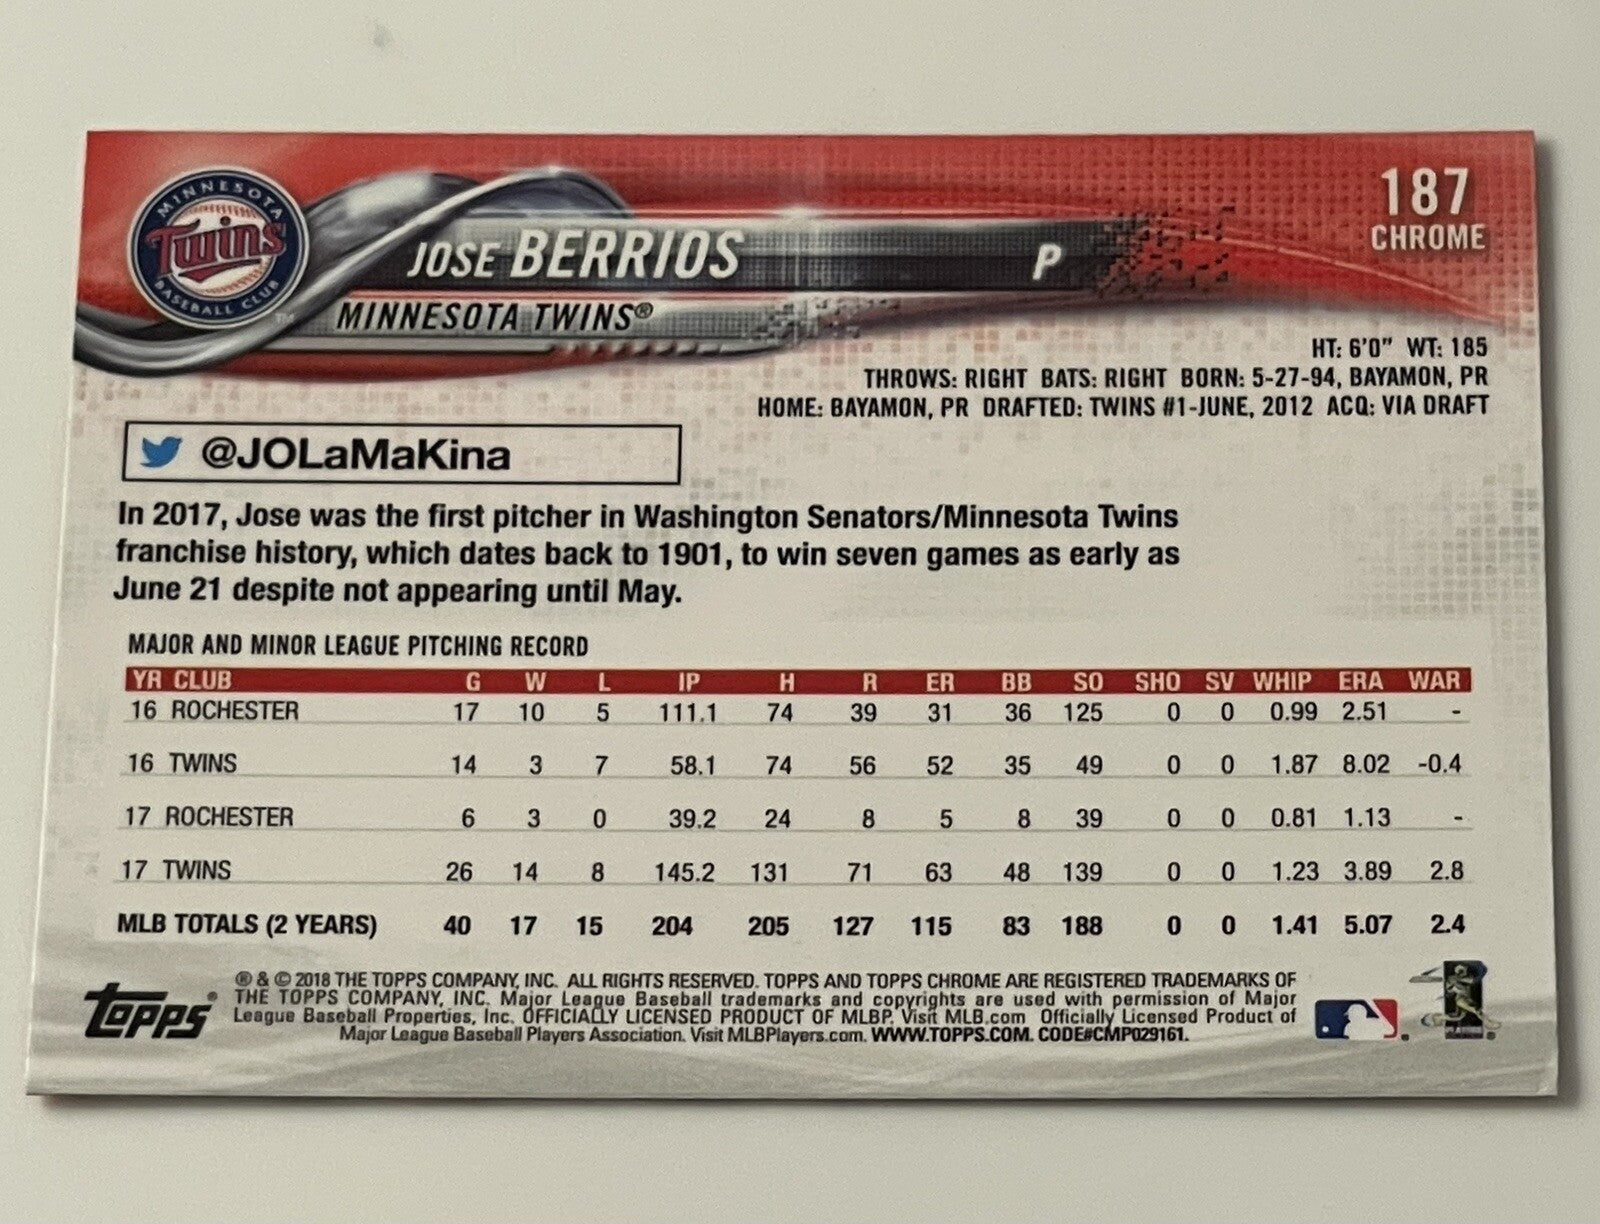 MINNESOTA
Twins
BASEBALL CLUB
TM
JOSE BERRIOS
P
187
CHROME
MINNESOTA TWINS®
HT: 6'0" WT: 185
THROWS: RIGHT BATS: RIGHT BORN: 5-27-94, BAYAMON, PR
HOME: BAYAMON, PR DRAFTED: TWINS #1-JUNE, 2012 ACQ: VIA DRAFT
@JOLaMaKina
In 2017, Jose was the first pitcher in Washington Senators/Minnesota Twins
franchise history, which dates back to 1901, to win seven games as early as
June 21 despite not appearing until May.
MAJOR AND MINOR LEAGUE PITCHING RECORD
YR CLUB G W L IP H R ER BB SO SHO SV WHIP ERA WAR
16 ROCHESTER 17 10 5 111.1 74 39 31 36 125 0 0 0.99 2.51 -
16 TWINS 14 3 7 58.1 74 56 52 35 49 0 0 1.87 8.02 -0.4
17 ROCHESTER 6 3 0 39.2 24 8 5 8 39 0 0 0.81 1.13 -
17 TWINS 26 14 8 145.2 131 71 63 48 139 0 0 1.23 3.89 2.8
MLB TOTALS (2 YEARS) 40 17 15 204 205 127 115 83 188 0 0 1.41 5.07 2.4
Topps®
® & © 2018 THE TOPPS COMPANY, INC. ALL RIGHTS RESERVED. TOPPS AND TOPPS CHROME ARE REGISTERED TRADEMARKS OF
THE TOPPS COMPANY, INC. Major League Baseball trademarks and copyrights are used with permission of Major
League Baseball Properties, Inc. OFFICIALLY LICENSED PRODUCT OF MLBP. Visit MLB.com Officially Licensed Product of
Major League Baseball Players Association. Visit MLBPlayers.com. WWW.TOPPS.COM. CODE#CMP029161.